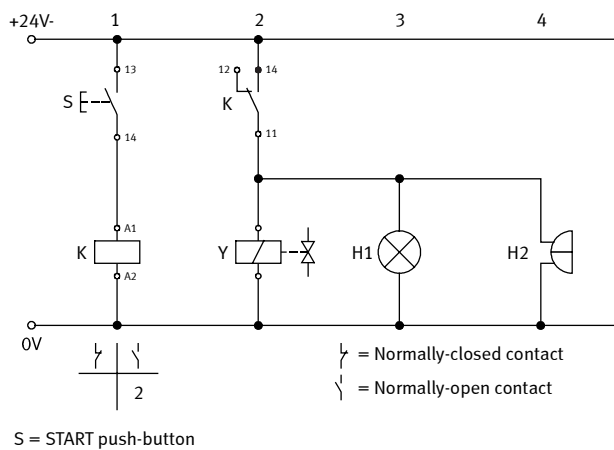 +24V- 1 2 3 4
13 12 14
S K
14 11
A1
K Y H1 H2
A2
0V
= Normally-closed contact
2 = Normally-open contact
S = START push-button